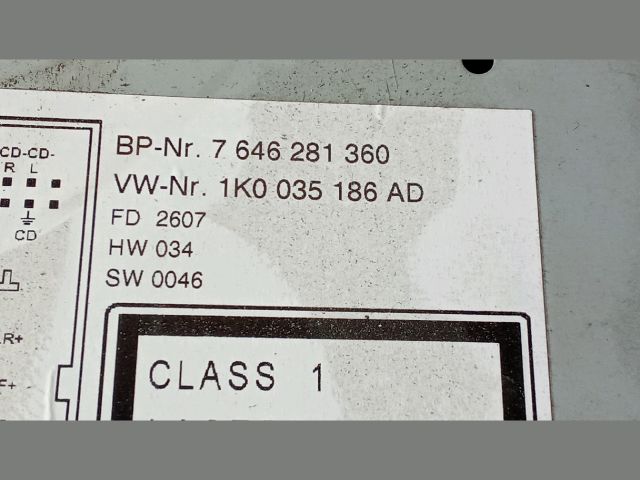 BP-Nr. 7 646 281 360
VW-Nr. 1K0 035 186 AD
FD 2607
HW 034
SW 0046
CD-CD-
R L
CD
R+
CLASS 1